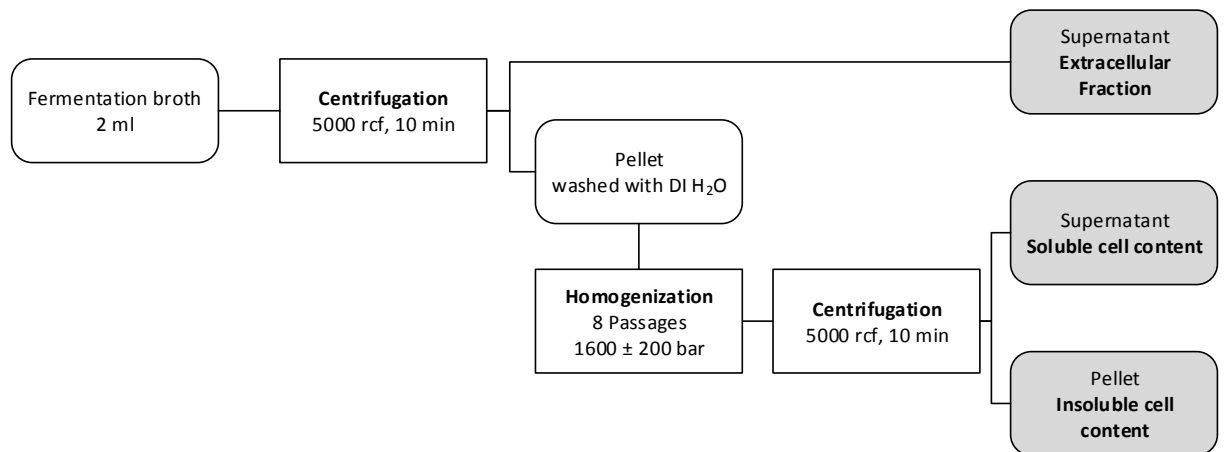 Fermentation broth
2 ml
Centrifugation
5000 rcf, 10 min
Supernatant
Extracellular
Fraction
Pellet
washed with DI H₂O
Homogenization
8 Passages
1600 ± 200 bar
Centrifugation
5000 rcf, 10 min
Supernatant
Soluble cell content
Pellet
Insoluble cell
content